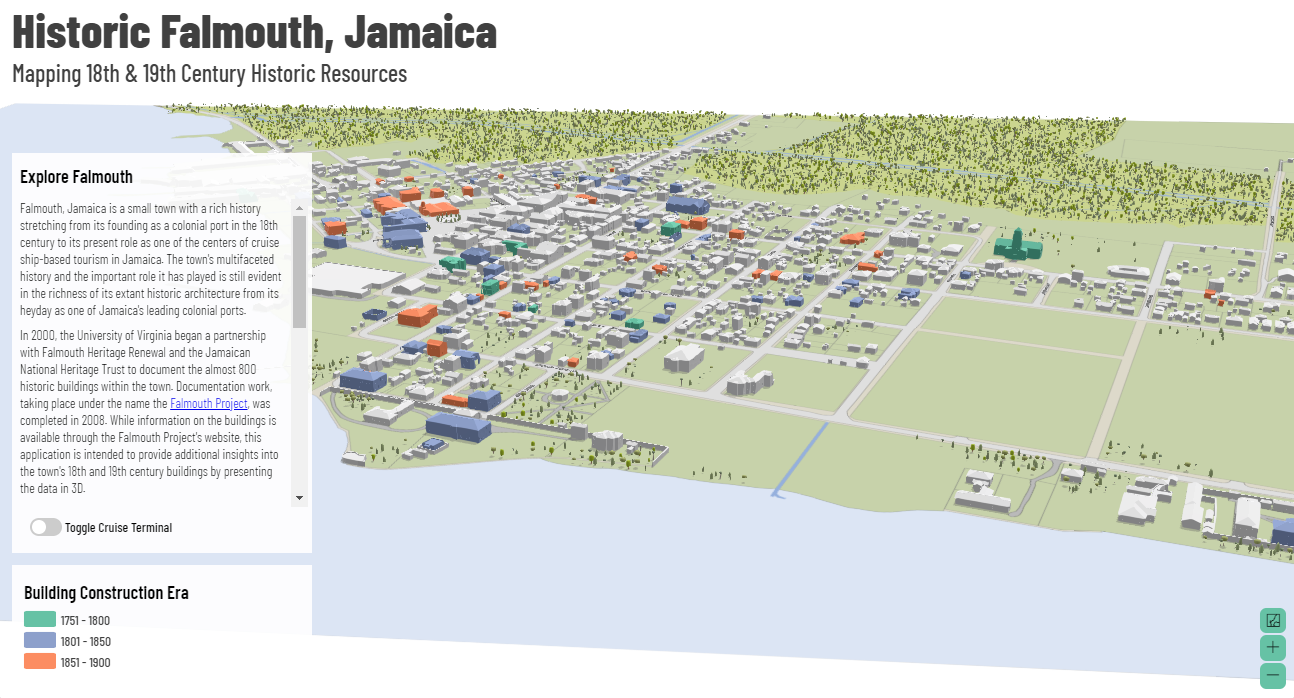 Historic Falmouth, Jamaica
Mapping 18th & 19th Century Historic Resources
Explore Falmouth
Falmouth, Jamaica is a small town with a rich history
stretching from its founding as a colonial port in the 18th
century to its present role as one of the centers of cruise
ship-based tourism in Jamaica. The town's multifaceted
history and the important role it has played is still evident
in the richness of its extant historic architecture from its
heyday as one of Jamaica's leading colonial ports.
In 2000, the University of Virginia began a partnership
with Falmouth Heritage Renewal and the Jamaican
National Heritage Trust to document the almost 800
historic buildings within the town. Documentation work,
taking place under the name the Falmouth Project, was
completed in 2008. While information on the buildings is
available through the Falmouth Project's website, this
application is intended to provide additional insights into
the town's 18th and 19th century buildings by presenting
the data in 3D.
Toggle Cruise Terminal
Building Construction Era
1751 - 1800
1801 - 1850
1851 - 1900